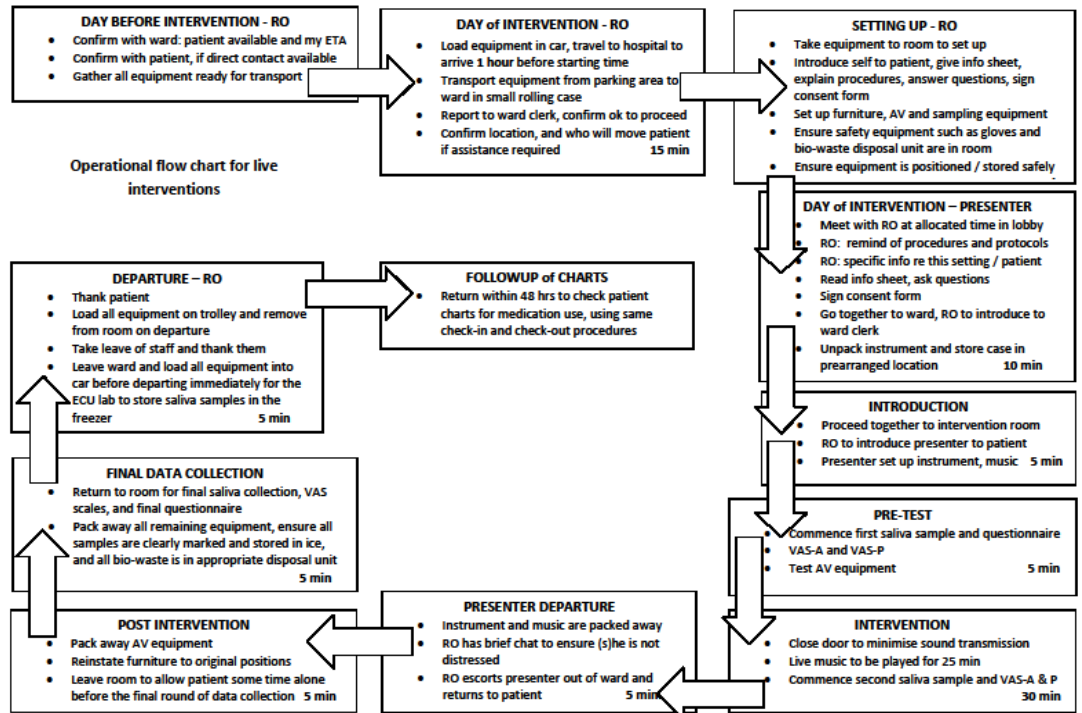 DAY BEFORE INTERVENTION - RO
• Confirm with ward: patient available and my ETA
• Confirm with patient, if direct contact available
• Gather all equipment ready for transport
DAY of INTERVENTION - RO
• Load equipment in car, travel to hospital to
arrive 1 hour before starting time
• Transport equipment from parking area to
ward in small rolling case
• Report to ward clerk, confirm ok to proceed
• Confirm location, and who will move patient
if assistance required 15 min
SETTING UP - RO
• Take equipment to room to set up
• Introduce self to patient, give info sheet,
explain procedures, answer questions, sign
consent form
• Set up furniture, AV and sampling equipment
• Ensure safety equipment such as gloves and
bio-waste disposal unit are in room
• Ensure equipment is positioned / stored safely
Operational flow chart for live
interventions
DAY of INTERVENTION – PRESENTER
• Meet with RO at allocated time in lobby
• RO: remind of procedures and protocols
• RO: specific info re this setting / patient
• Read info sheet, ask questions
• Sign consent form
• Go together to ward, RO to introduce to
ward clerk
• Unpack instrument and store case in
prearranged location 10 min
INTRODUCTION
• Proceed together to intervention room
• RO to introduce presenter to patient
• Presenter set up instrument, music 5 min
PRE-TEST
• Commence first saliva sample and questionnaire
• VAS-A and VAS-P
• Test AV equipment 5 min
INTERVENTION
• Close door to minimise sound transmission
• Live music to be played for 25 min
• Commence second saliva sample and VAS-A & P
30 min
PRESENTER DEPARTURE
• Instrument and music are packed away
• RO has brief chat to ensure (s)he is not
distressed
• RO escorts presenter out of ward and
returns to patient 5 min
POST INTERVENTION
• Pack away AV equipment
• Reinstate furniture to original positions
• Leave room to allow patient some time alone
before the final round of data collection 5 min
FINAL DATA COLLECTION
• Return to room for final saliva collection, VAS
scales, and final questionnaire
• Pack away all remaining equipment, ensure all
samples are clearly marked and stored in ice,
and all bio-waste is in appropriate disposal unit
5 min
DEPARTURE – RO
• Thank patient
• Load all equipment on trolley and remove
from room on departure
• Take leave of staff and thank them
• Leave ward and load all equipment into
car before departing immediately for the
ECU lab to store saliva samples in the
freezer 5 min
FOLLOWUP of CHARTS
• Return within 48 hrs to check patient
charts for medication use, using same
check-in and check-out procedures